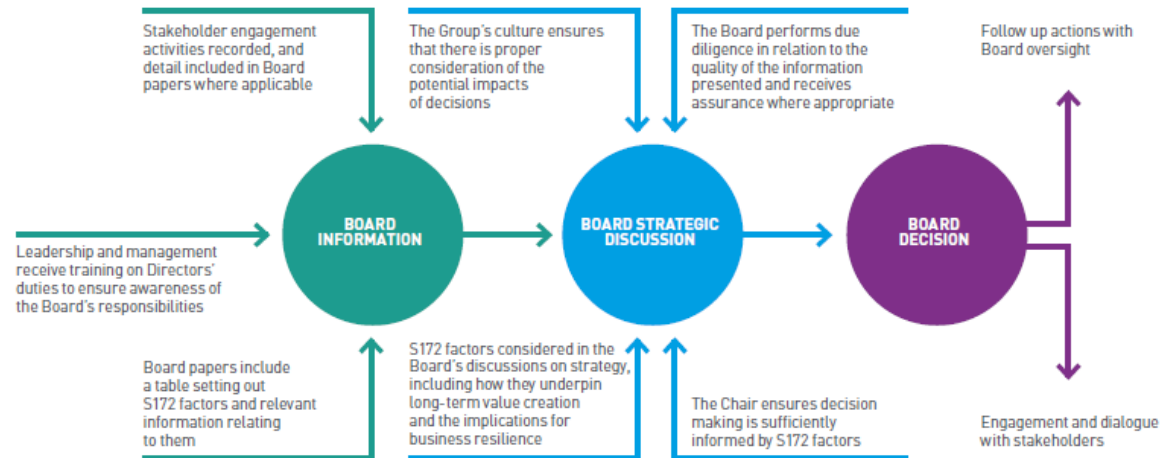 Stakeholder engagement
activities recorded, and
detail included in Board
papers where applicable
The Group's culture ensures
that there is proper
consideration of the
potential impacts
of decisions
The Board performs due
diligence in relation to the
quality of the information
presented and receives
assurance where appropriate
Follow up actions with
Board oversight
Leadership and management
receive training on Directors'
duties to ensure awareness of
the Board's responsibilities
BOARD
INFORMATION
BOARD STRATEGIC
DISCUSSION
BOARD
DECISION
Board papers include
a table setting out
S172 factors and relevant
information relating
to them
S172 factors considered in the
Board's discussions on strategy,
including how they underpin
long-term value creation
and the implications for
business resilience
The Chair ensures decision
making is sufficiently
informed by S172 factors
Engagement and dialogue
with stakeholders